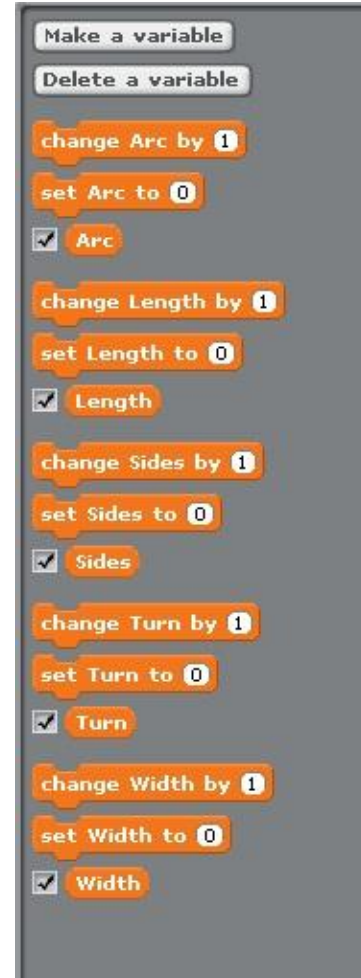 Make a variable
Delete a variable
change Arc by 1
set Arc to 0
Arc
change Length by 1
set Length to 0
Length
change Sides by 1
set Sides to 0
Sides
change Turn by 1
set Turn to 0
Turn
change Width by 1
set Width to 0
Width